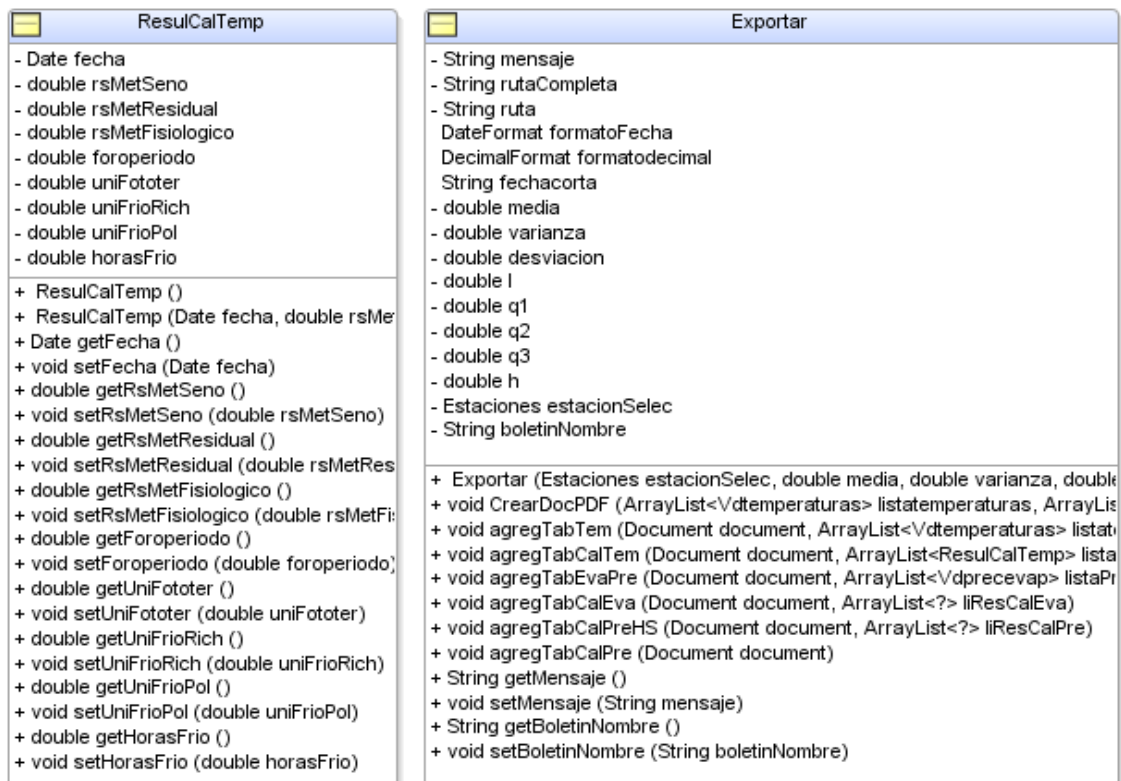 ResulCalTemp
- Date fecha
- double rsMetSeno
- double rsMetResidual
- double rsMetFisiologico
- double foroperiodo
- double uniFototer
- double uniFrioRich
- double uniFrioPol
- double horasFrio
+ ResulCalTemp ()
+ ResulCalTemp (Date fecha, double rsMe
+ Date getFecha ()
+ void setFecha (Date fecha)
+ double getRsMetSeno ()
+ void setRsMetSeno (double rsMetSeno)
+ double getRsMetResidual ()
+ void setRsMetResidual (double rsMetRes
+ double getRsMetFisiologico ()
+ void setRsMetFisiologico (double rsMetFi
+ double getForoperiodo ()
+ void setForoperiodo (double foroperiodo)
+ double getUniFototer ()
+ void setUniFototer (double uniFototer)
+ double getUniFrioRich ()
+ void setUniFrioRich (double uniFrioRich)
+ double getUniFrioPol ()
+ void setUniFrioPol (double uniFrioPol)
+ double getHorasFrio ()
+ void setHorasFrio (double horasFrio)
Exportar
- String mensaje
- String rutaCompleta
- String ruta
DateFormat formatoFecha
DecimalFormat formatodecimal
String fechacorta
- double media
- double varianza
- double desviacion
- double l
- double q1
- double q2
- double q3
- double h
- Estaciones estacionSelec
- String boletinNombre
+ Exportar (Estaciones estacionSelec, double media, double varianza, double
+ void CrearDocPDF (ArrayList<Vdtemperaturas> listatemperaturas, ArrayLis
+ void agregTabTem (Document document, ArrayList<Vdtemperaturas> listat
+ void agregTabCalTem (Document document, ArrayList<ResulCalTemp> lista
+ void agregTabEvaPre (Document document, ArrayList<Vdprecevap> listaPr
+ void agregTabCalEva (Document document, ArrayList<?> liResCalEva)
+ void agregTabCalPreHS (Document document, ArrayList<?> liResCalPre)
+ void agregTabCalPre (Document document)
+ String getMensaje ()
+ void setMensaje (String mensaje)
+ String getBoletinNombre ()
+ void setBoletinNombre (String boletinNombre)